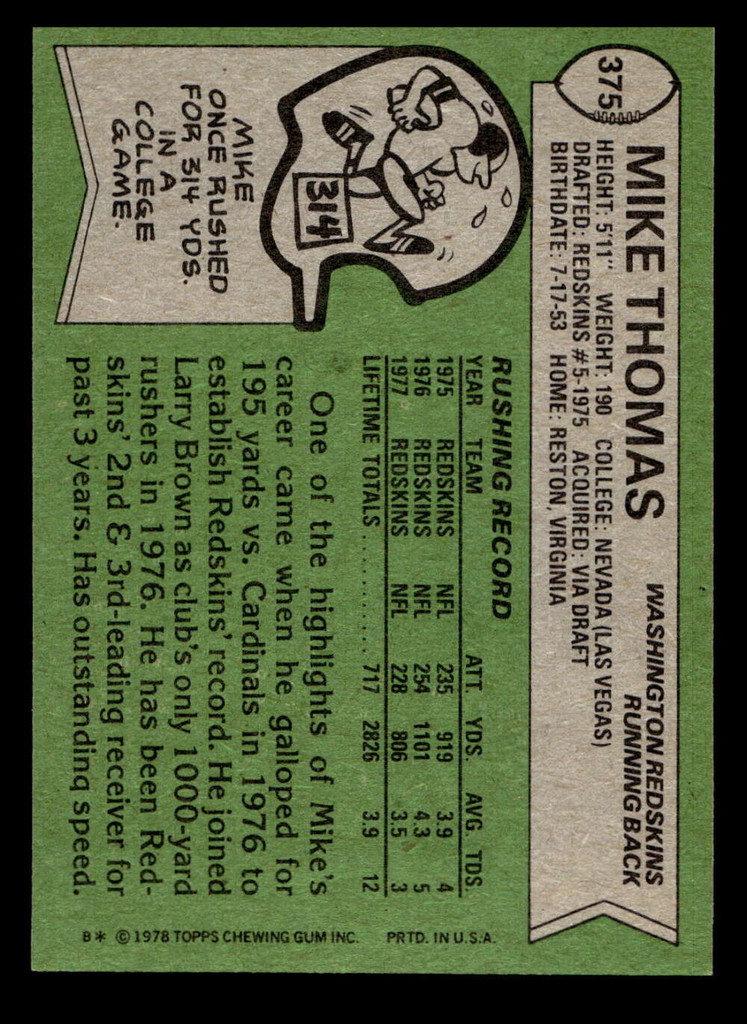 375
MIKE THOMAS
WASHINGTON REDSKINS
RUNNING BACK
HEIGHT: 5'11" WEIGHT: 190 COLLEGE: NEVADA (LAS VEGAS)
DRAFTED: REDSKINS #5-1975 ACQUIRED: VIA DRAFT
BIRTHDATE: 7-17-53 HOME: RESTON, VIRGINIA
314
MIKE
ONCE RUSHED
FOR 314 YDS.
IN A
COLLEGE
GAME.
RUSHING RECORD
YEAR TEAM ATT. YDS. AVG. TDS.
1975 REDSKINS NFL 235 919 3.9 4
1976 REDSKINS NFL 254 1101 4.3 5
1977 REDSKINS NFL 228 806 3.5 3
LIFETIME TOTALS ............ 717 2826 3.9 12
One of the highlights of Mike's
career came when he galloped for
195 yards vs. Cardinals in 1976 to
establish Redskins' record. He joined
Larry Brown as club's only 1000-yard
rushers in 1976. He has been Red-
skins' 2nd & 3rd-leading receiver for
past 3 years. Has outstanding speed.
B* © 1978 TOPPS CHEWING GUM INC. PRTD. IN U.S.A.